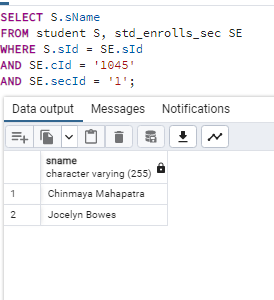 SELECT S.sName
FROM student S, std_enrolls_sec SE
WHERE S.sId = SE.sId
AND SE.cId = '1045'
AND SE.secId = '1';
Data output Messages Notifications
sname
character varying (255)
1 Chinmaya Mahapatra
2 Jocelyn Bowes